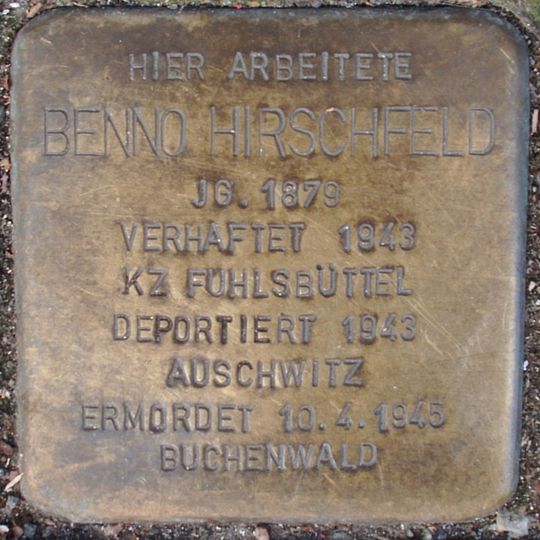 HIER ARBEITETE
BENNO HIRSCHFELD
JG. 1879
VERHAFTET 1943
KZ FUHLSBÜTTEL
DEPORTIERT 1943
AUSCHWITZ
ERMORDET 10.4.1945
BUCHENWALD